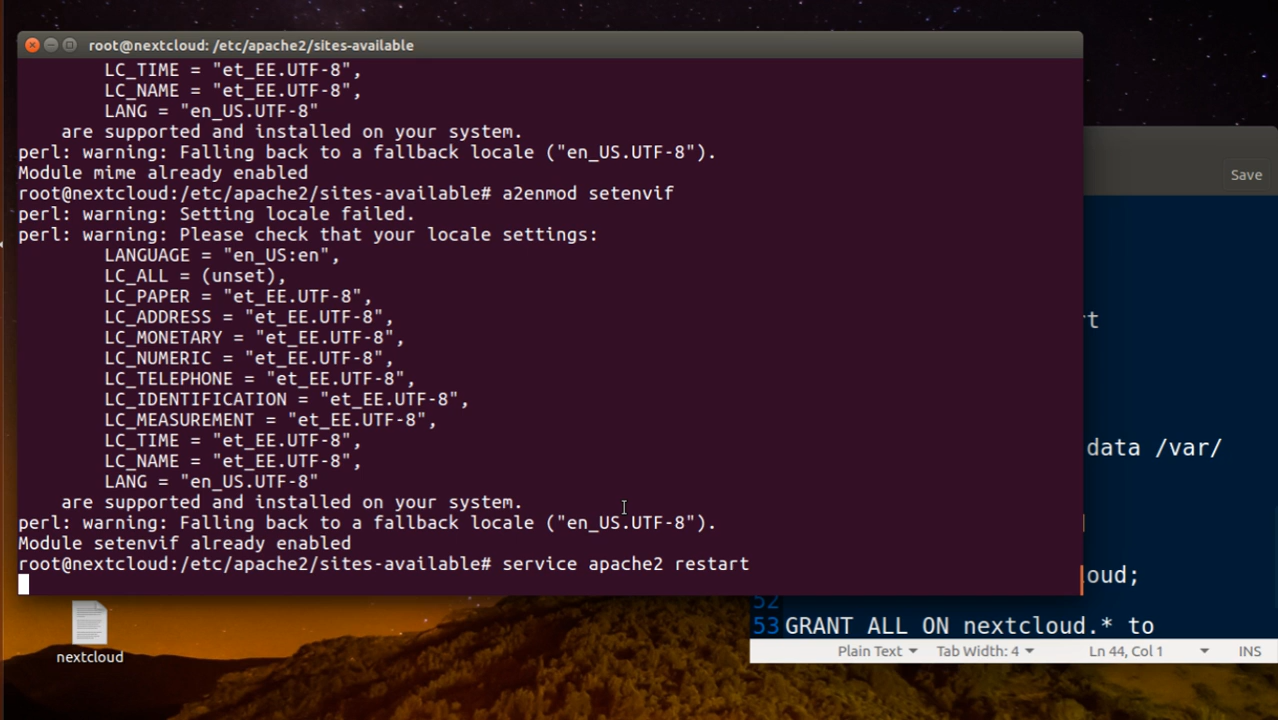 root@nextcloud: /etc/apache2/sites-available
LC_TIME = "et_EE.UTF-8",
LC_NAME = "et_EE.UTF-8",
LANG = "en_US.UTF-8"
are supported and installed on your system.
perl: warning: Falling back to a fallback locale ("en_US.UTF-8").
Module mime already enabled
root@nextcloud:/etc/apache2/sites-available# a2enmod setenvif
perl: warning: Setting locale failed.
perl: warning: Please check that your locale settings:
LANGUAGE = "en_US:en",
LC_ALL = (unset),
LC_PAPER = "et_EE.UTF-8",
LC_ADDRESS = "et_EE.UTF-8",
LC_MONETARY = "et_EE.UTF-8",
LC_NUMERIC = "et_EE.UTF-8",
LC_TELEPHONE = "et_EE.UTF-8",
LC_IDENTIFICATION = "et_EE.UTF-8",
LC_MEASUREMENT = "et_EE.UTF-8",
LC_TIME = "et_EE.UTF-8",
LC_NAME = "et_EE.UTF-8",
LANG = "en_US.UTF-8"
are supported and installed on your system.
perl: warning: Falling back to a fallback locale ("en_US.UTF-8").
Module setenvif already enabled
root@nextcloud:/etc/apache2/sites-available# service apache2 restart
Save
data /var/
oud;
52
53 GRANT ALL ON nextcloud.* to
Plain Text Tab Width: 4 Ln 44, Col 1 INS
nextcloud